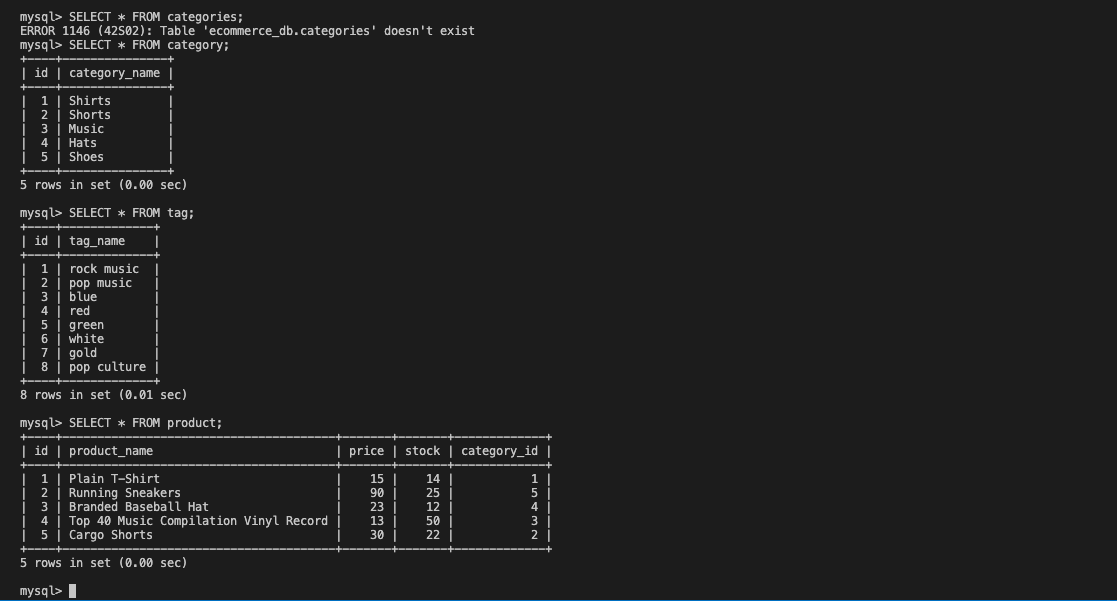 mysql> SELECT * FROM categories;
ERROR 1146 (42S02): Table 'ecommerce_db.categories' doesn't exist
mysql> SELECT * FROM category;
+----+---------------+
| id | category_name |
+----+---------------+
|  1 | Shirts        |
|  2 | Shorts        |
|  3 | Music         |
|  4 | Hats          |
|  5 | Shoes         |
+----+---------------+
5 rows in set (0.00 sec)

mysql> SELECT * FROM tag;
+----+-------------+
| id | tag_name    |
+----+-------------+
|  1 | rock music  |
|  2 | pop music   |
|  3 | blue        |
|  4 | red         |
|  5 | green       |
|  6 | white       |
|  7 | gold        |
|  8 | pop culture |
+----+-------------+
8 rows in set (0.01 sec)

mysql> SELECT * FROM product;
+----+---------------------------------------+-------+-------+-------------+
| id | product_name                          | price | stock | category_id |
+----+---------------------------------------+-------+-------+-------------+
|  1 | Plain T-Shirt                         |    15 |    14 |           1 |
|  2 | Running Sneakers                      |    90 |    25 |           5 |
|  3 | Branded Baseball Hat                  |    23 |    12 |           4 |
|  4 | Top 40 Music Compilation Vinyl Record |    13 |    50 |           3 |
|  5 | Cargo Shorts                          |    30 |    22 |           2 |
+----+---------------------------------------+-------+-------+-------------+
5 rows in set (0.00 sec)

mysql>